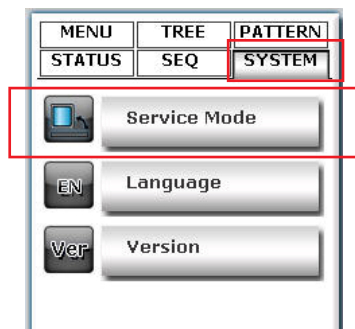 MENU TREE PATTERN
STATUS SEQ SYSTEM
Service Mode
EN Language
Ver Version